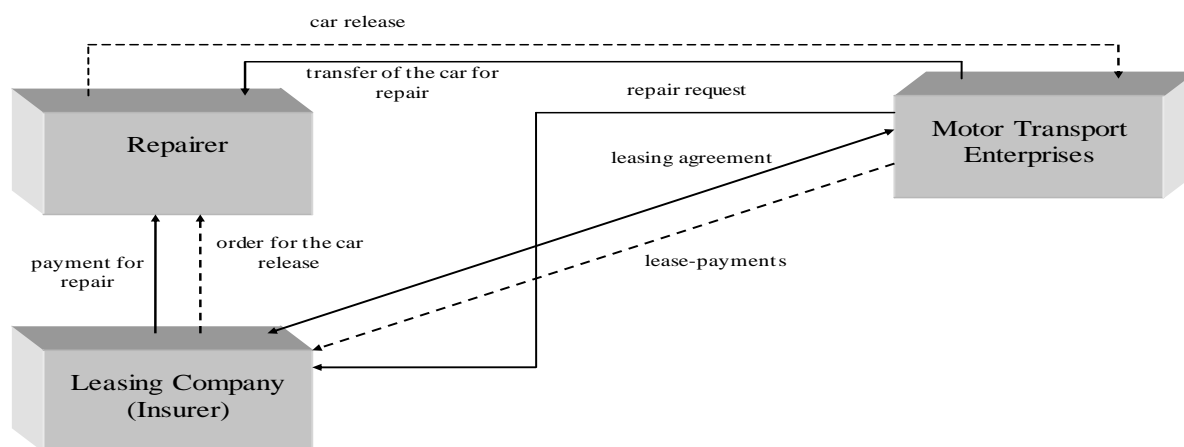 car release
transfer of the car for
repair
repair request
Repairer
Motor Transport
Enterprises
leasing agreement
order for the car
release
payment for
repair
lease-payments
Leasing Company
(Insurer)